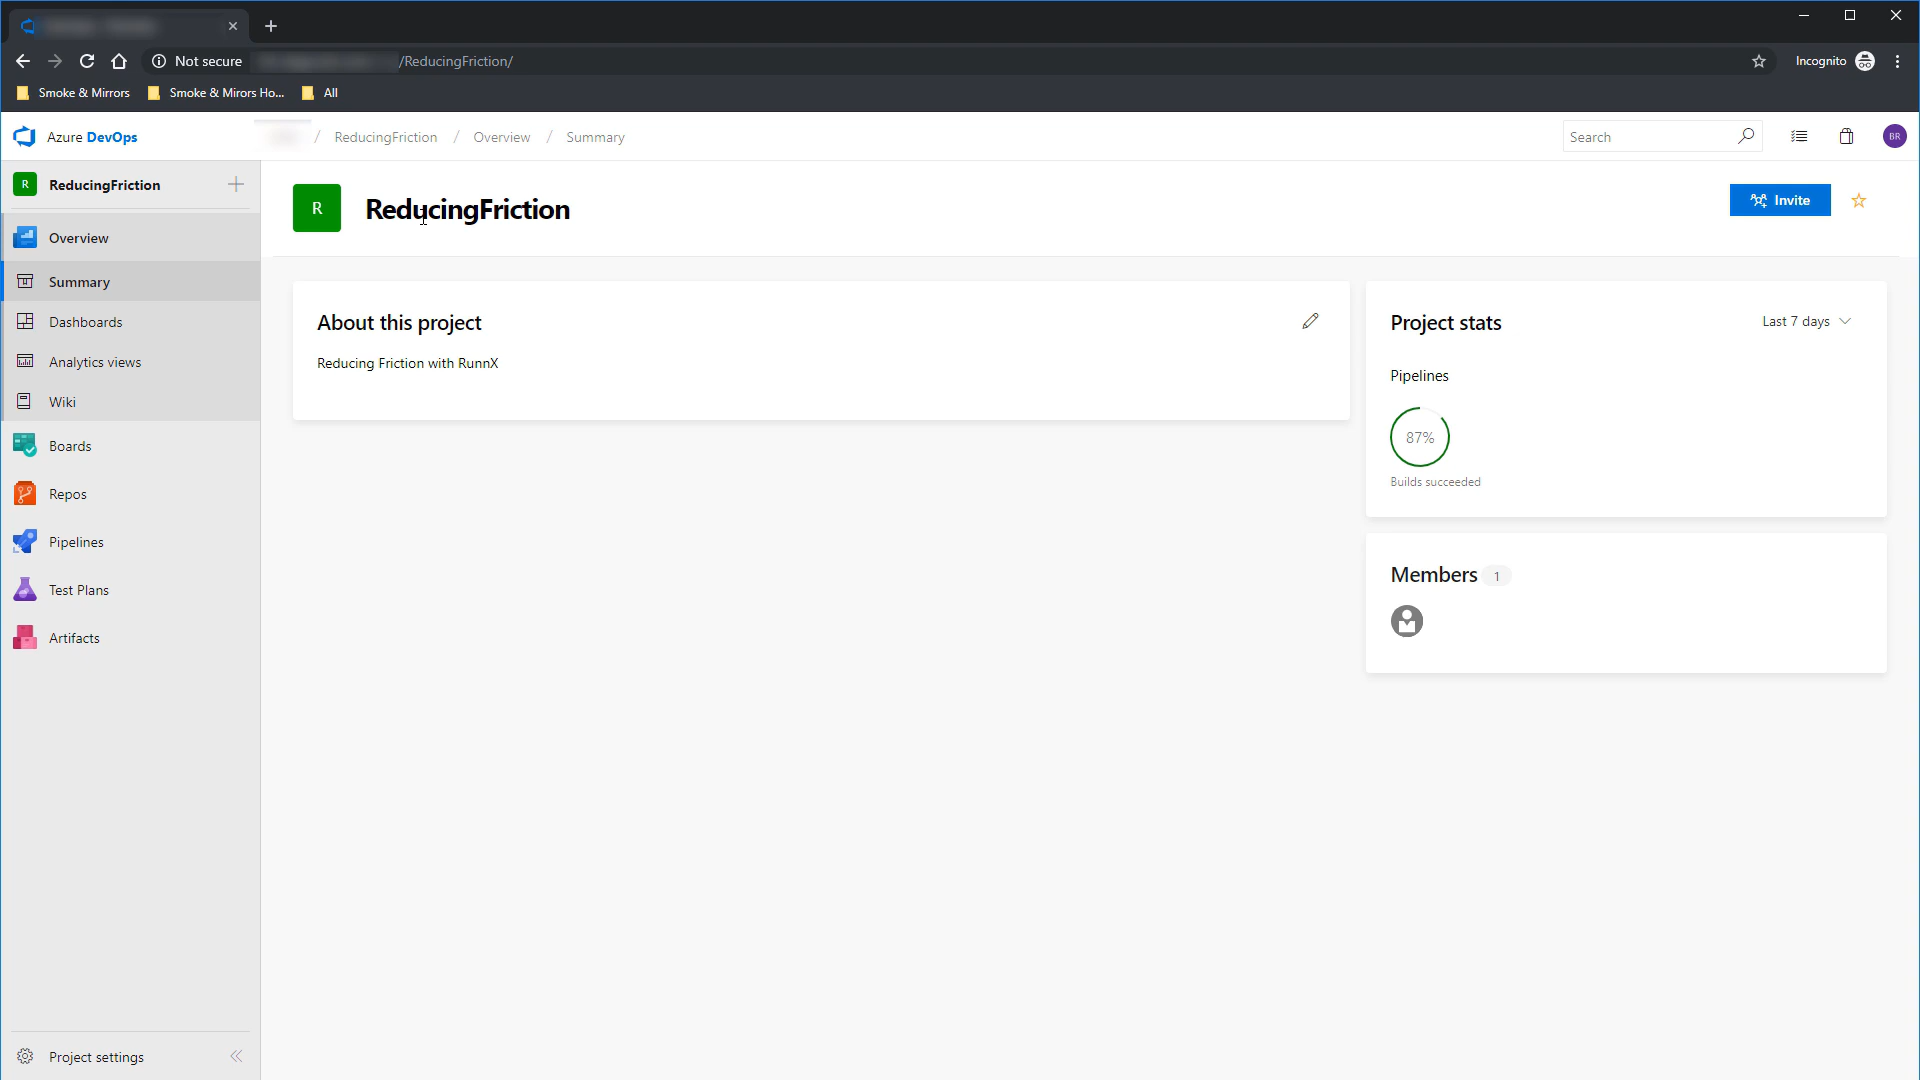 Not secure
/ReducingFriction/
Incognito
Smoke & Mirrors
Smoke & Mirors Ho...
All
Azure DevOps
/ ReducingFriction / Overview / Summary
Search
BR
R
ReducingFriction
Overview
Summary
Dashboards
Analytics views
Wiki
Boards
Repos
Pipelines
Test Plans
Artifacts
Project settings
R
ReducingFriction
Invite
About this project
Reducing Friction with RunnX
Project stats
Last 7 days
Pipelines
87%
Builds succeeded
Members 1